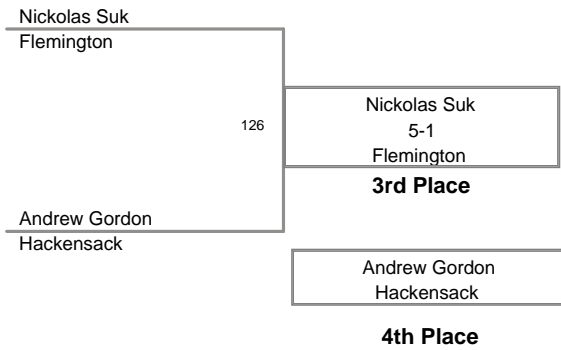 Nickolas Suk
Flemington
126
Nickolas Suk
5-1
Flemington
3rd Place
Andrew Gordon
Hackensack
Andrew Gordon
Hackensack
4th Place